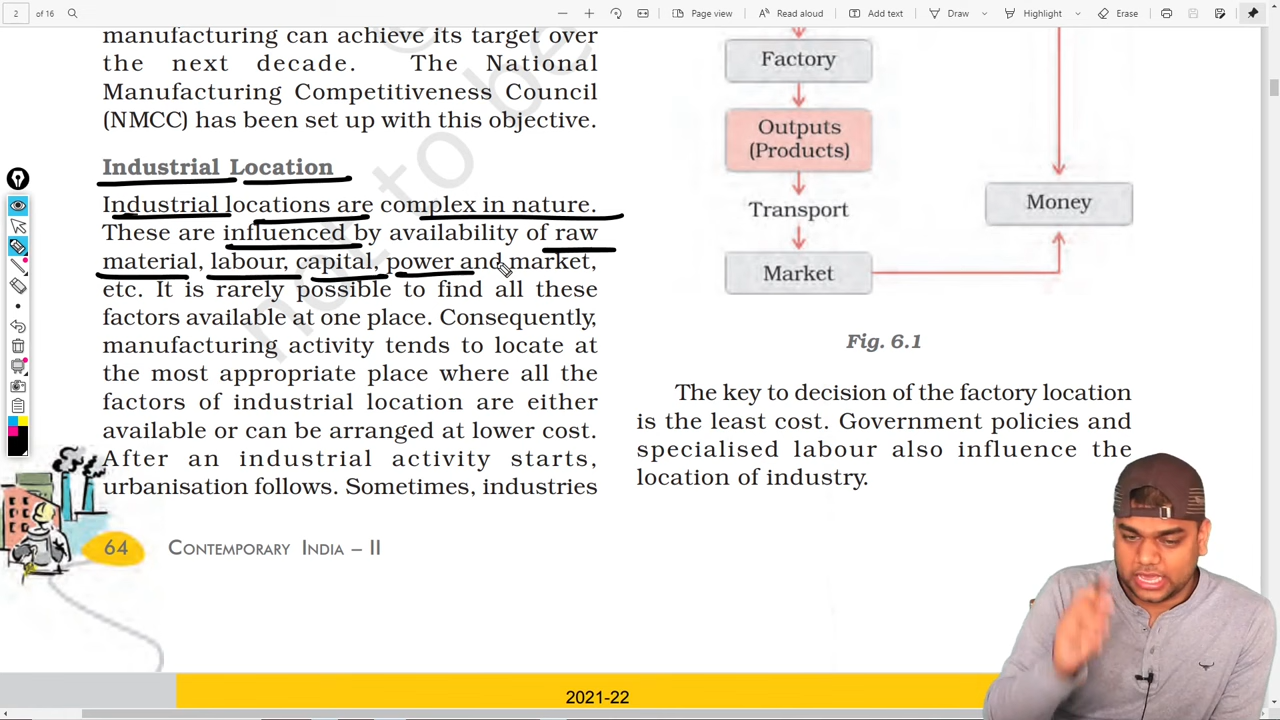 2 of 16 Page view Read aloud Add text Draw Highlight Erase
manufacturing can achieve its target over
the next decade. The National
Manufacturing Competitiveness Council
(NMCC) has been set up with this objective.
Industrial Location
Industrial locations are complex in nature.
These are influenced by availability of raw
material, labour, capital, power and market,
etc. It is rarely possible to find all these
factors available at one place. Consequently,
manufacturing activity tends to locate at
the most appropriate place where all the
factors of industrial location are either
available or can be arranged at lower cost.
After an industrial activity starts,
urbanisation follows. Sometimes, industries
64 CONTEMPORARY INDIA – II
Factory
Outputs
(Products)
Transport
Market
Money
Fig. 6.1
The key to decision of the factory location
is the least cost. Government policies and
specialised labour also influence the
location of industry.
2021-22
not to be